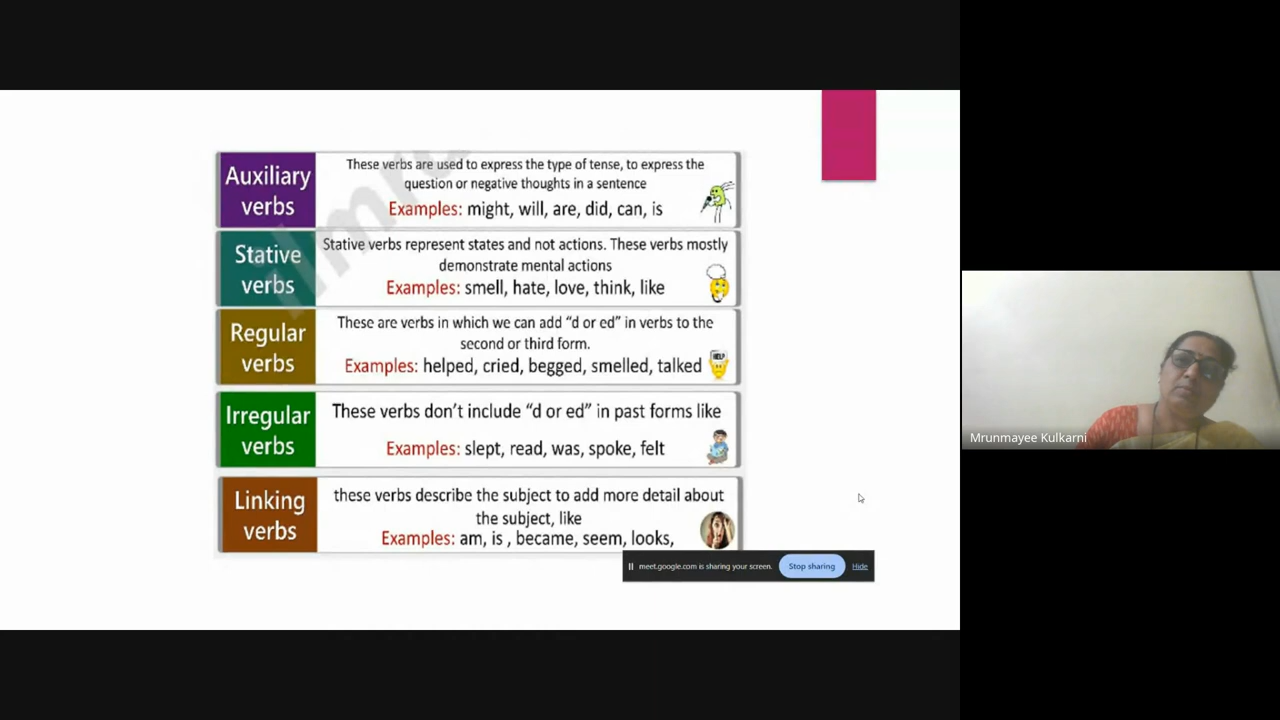 Auxiliary
verbs
These verbs are used to express the type of tense, to express the
question or negative thoughts in a sentence
Examples: might, will, are, did, can, is
Stative
verbs
Stative verbs represent states and not actions. These verbs mostly
demonstrate mental actions
Examples: smell, hate, love, think, like
Regular
verbs
These are verbs in which we can add “d or ed” in verbs to the
second or third form.
Examples: helped, cried, begged, smelled, talked
HELP
Irregular
verbs
These verbs don’t include “d or ed” in past forms like
Examples: slept, read, was, spoke, felt
Linking
verbs
these verbs describe the subject to add more detail about
the subject, like
Examples: am, is , became, seem, looks,
meet.google.com is sharing your screen.
Stop sharing
Hide
Mrunmayee Kulkarni